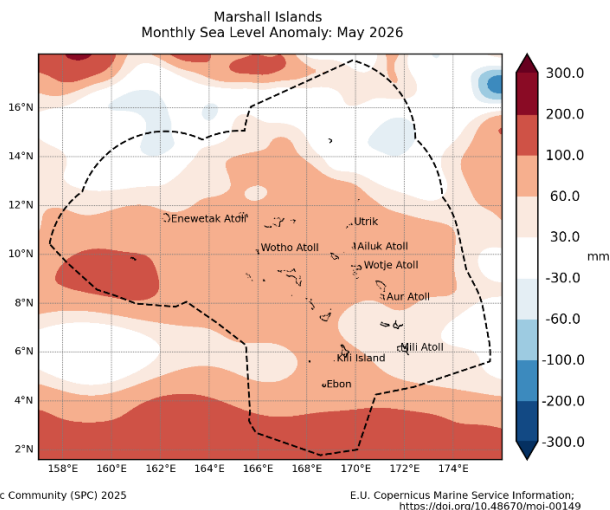 Marshall Islands
Monthly Sea Level Anomaly: May 2026
16°N
14°N
12°N
10°N
8°N
6°N
4°N
2°N
158°E 160°E 162°E 164°E 166°E 168°E 170°E 172°E 174°E
Enewetak Atoll
Utrik
Wotho Atoll
Ailuk Atoll
Wotje Atoll
Aur Atoll
Mili Atoll
Kili Island
Ebon
300.0
200.0
100.0
60.0
30.0
-30.0
-60.0
-100.0
-200.0
-300.0
mm
c Community (SPC) 2025
E.U. Copernicus Marine Service Information;
https://doi.org/10.48670/moi-00149